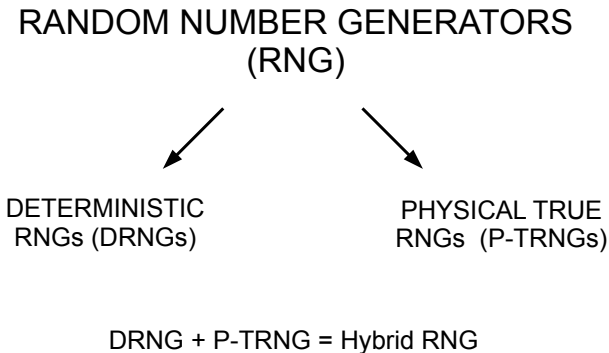 RANDOM NUMBER GENERATORS
(RNG)
DETERMINISTIC
RNGs (DRNGs)
PHYSICAL TRUE
RNGs (P-TRNGs)
DRNG + P-TRNG = Hybrid RNG